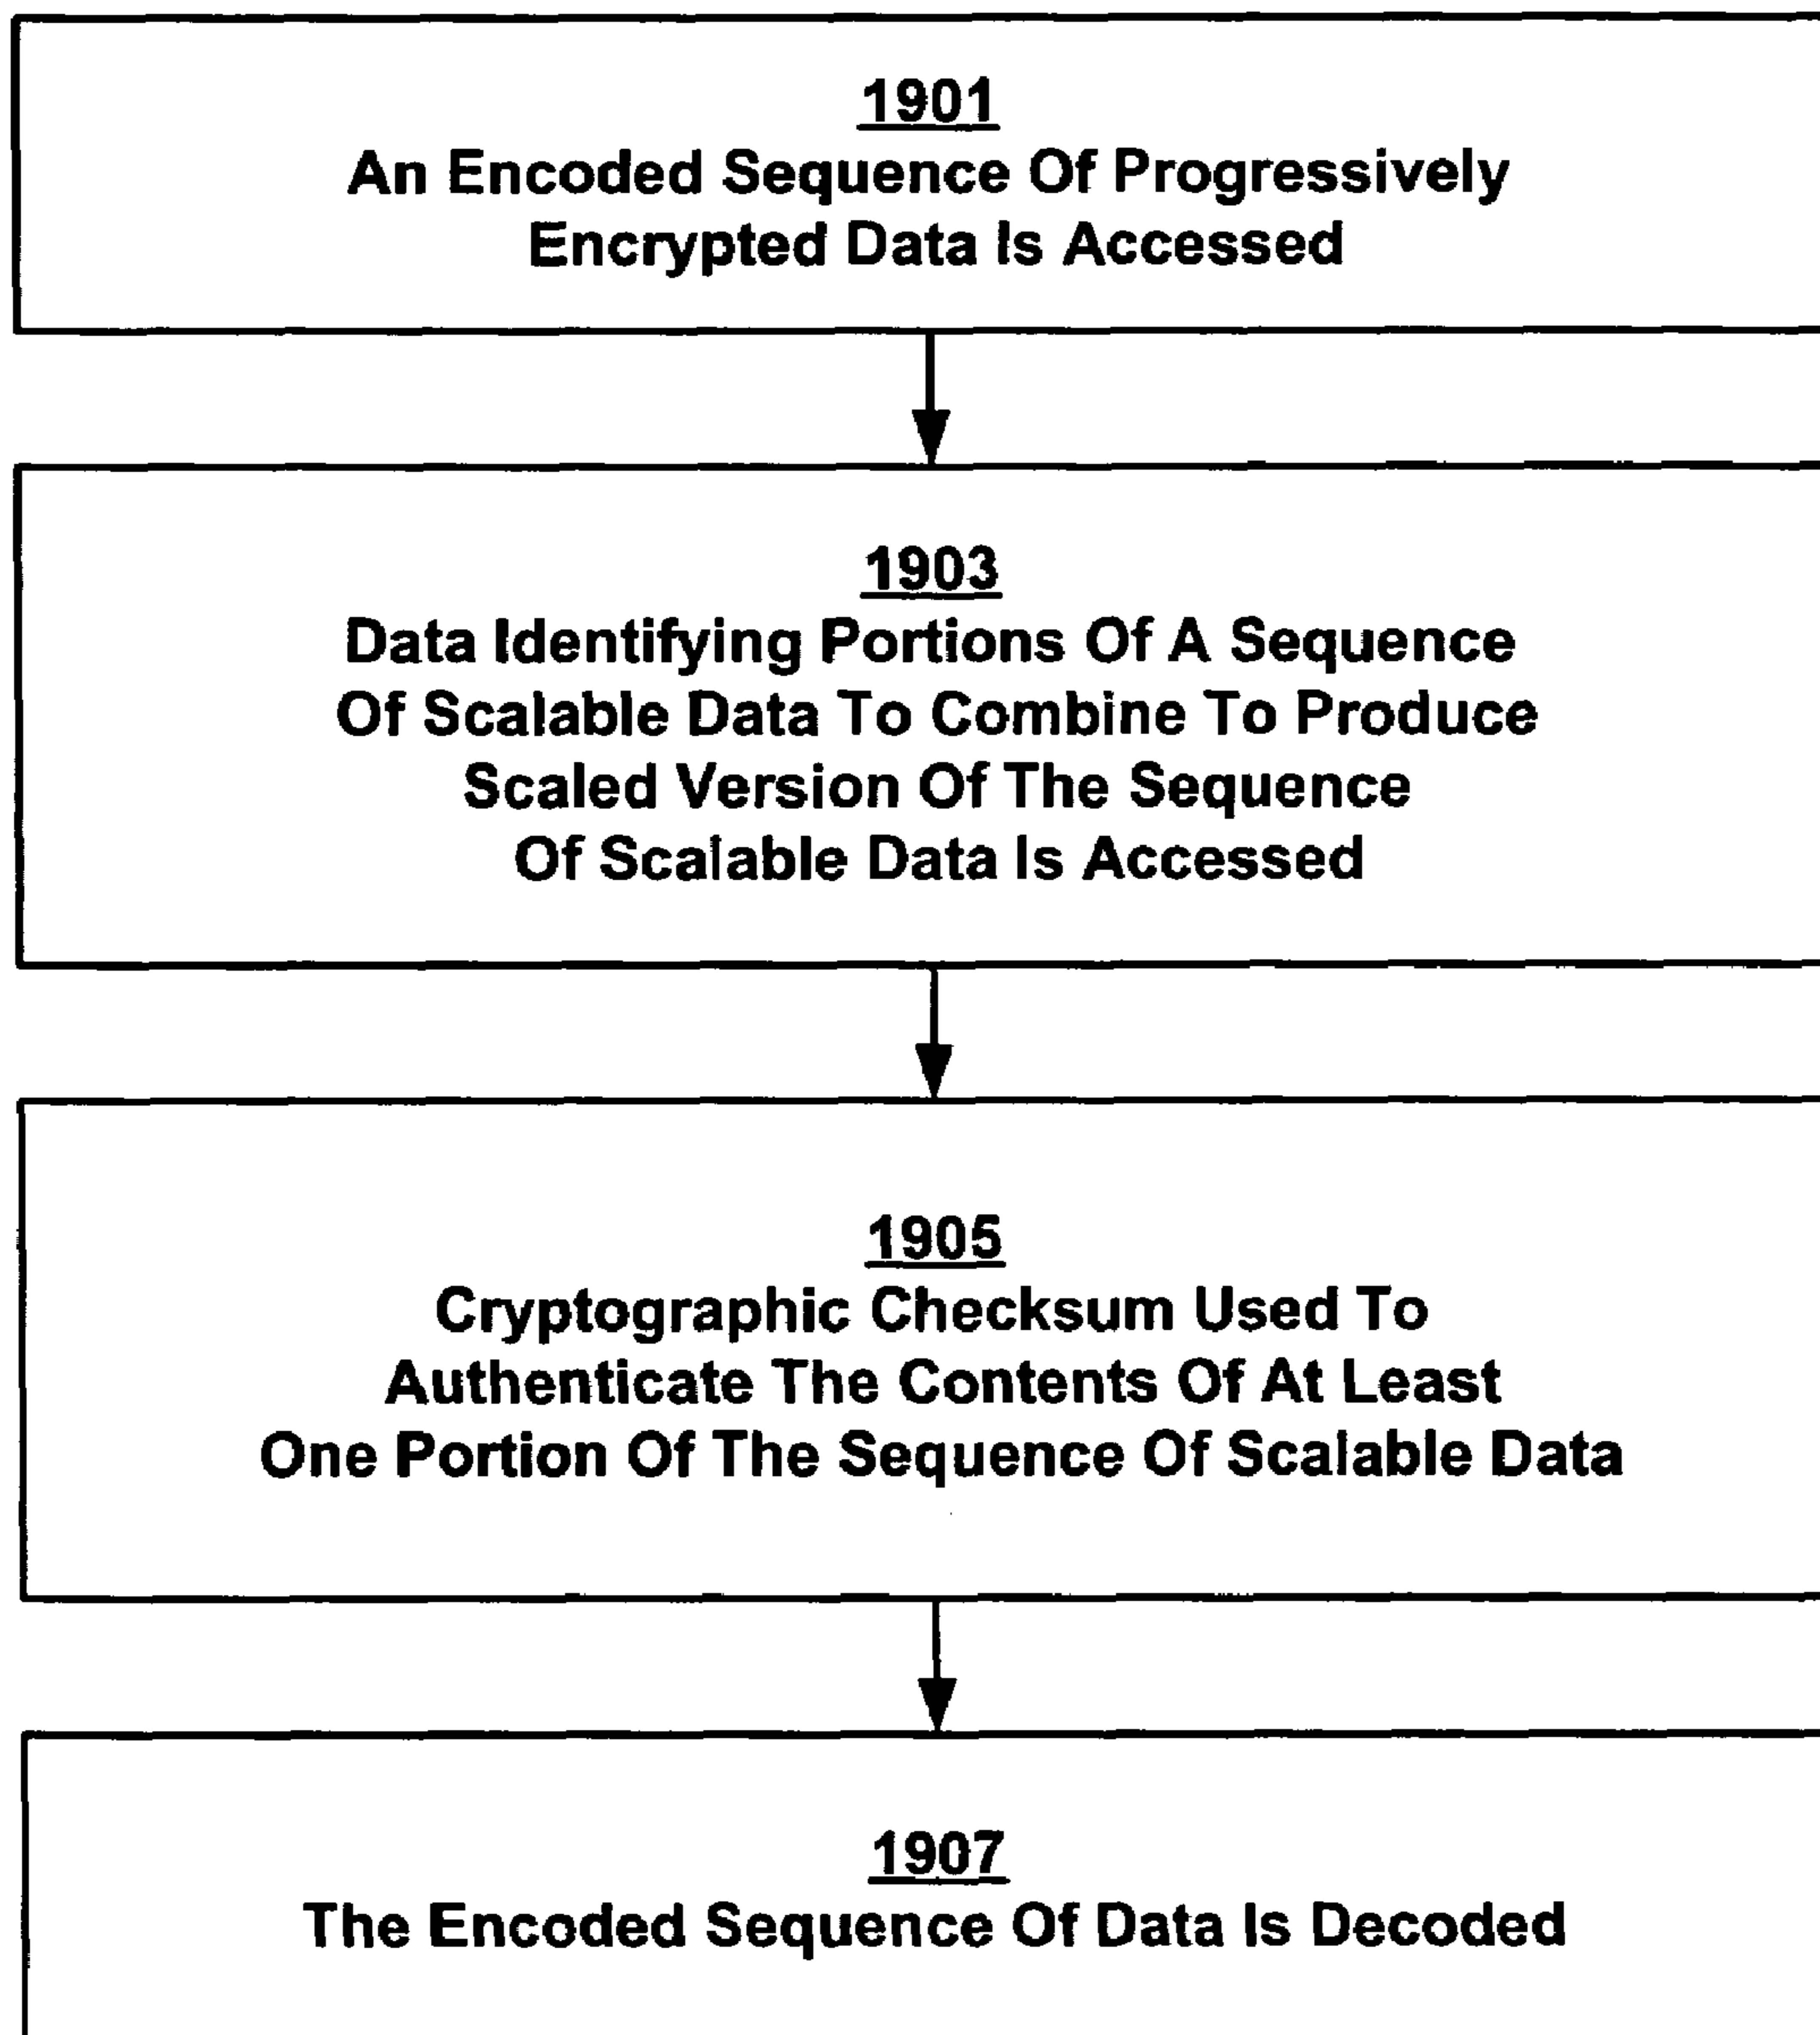 1901
An Encoded Sequence Of Progressively
Encrypted Data Is Accessed
1903
Data Identifying Portions Of A Sequence
Of Scalable Data To Combine To Produce
Scaled Version Of The Sequence
Of Scalable Data Is Accessed
1905
Cryptographic Checksum Used To
Authenticate The Contents Of At Least
One Portion Of The Sequence Of Scalable Data
1907
The Encoded Sequence Of Data Is Decoded